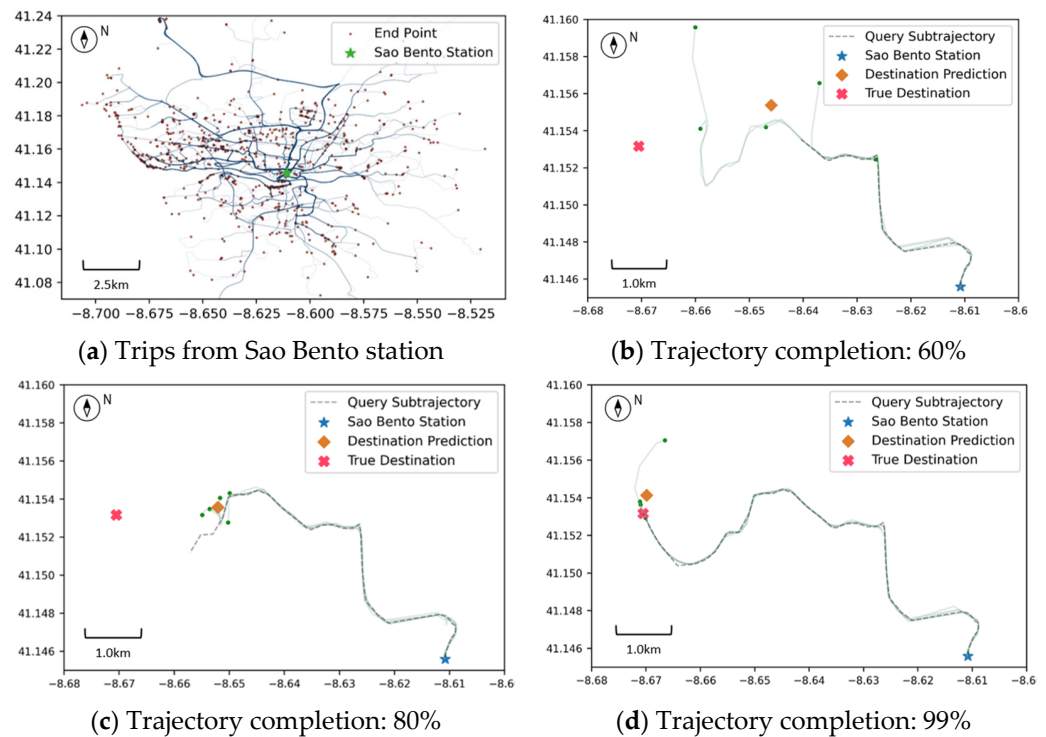 41.24
41.22
41.20
41.18
41.16
41.14
41.12
41.10
41.08
N
End Point
Sao Bento Station
2.5km
−8.700 −8.675 −8.650 −8.625 −8.600 −8.575 −8.550 −8.525
(a) Trips from Sao Bento station
41.160
41.158
41.156
41.154
41.152
41.150
41.148
41.146
N
Query Subtrajectory
Sao Bento Station
Destination Prediction
True Destination
1.0km
−8.68 −8.67 −8.66 −8.65 −8.64 −8.63 −8.62 −8.61 −8.6
(b) Trajectory completion: 60%
41.160
41.158
41.156
41.154
41.152
41.150
41.148
41.146
N
Query Subtrajectory
Sao Bento Station
Destination Prediction
True Destination
1.0km
−8.68 −8.67 −8.66 −8.65 −8.64 −8.63 −8.62 −8.61 −8.6
(c) Trajectory completion: 80%
41.160
41.158
41.156
41.154
41.152
41.150
41.148
41.146
N
Query Subtrajectory
Sao Bento Station
Destination Prediction
True Destination
1.0km
−8.68 −8.67 −8.66 −8.65 −8.64 −8.63 −8.62 −8.61 −8.6
(d) Trajectory completion: 99%